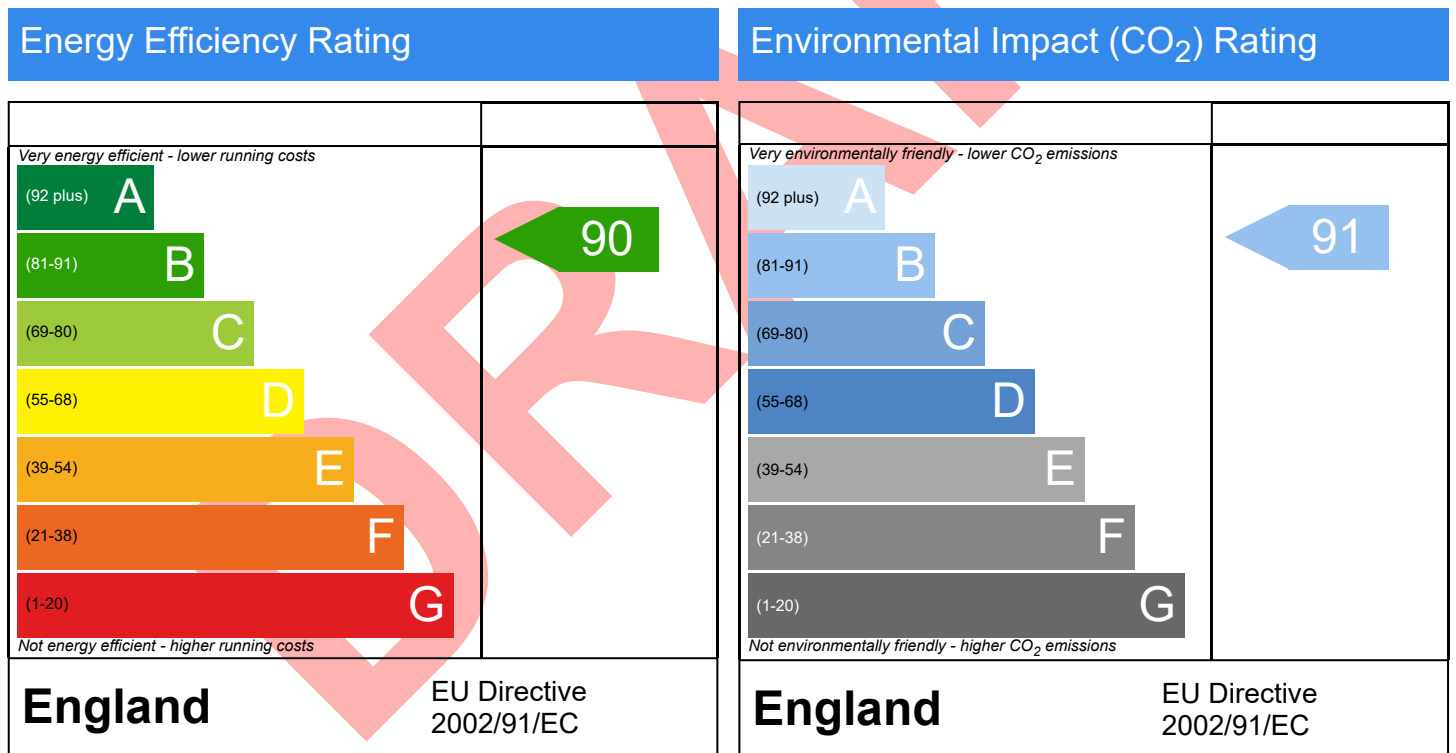 Energy Efficiency Rating
Very energy efficient - lower running costs
(92 plus) A
(81-91) B
(69-80) C
(55-68) D
(39-54) E
(21-38) F
(1-20) G
Not energy efficient - higher running costs
90
England
EU Directive
2002/91/EC
Environmental Impact (CO₂) Rating
Very environmentally friendly - lower CO₂ emissions
(92 plus) A
(81-91) B
(69-80) C
(55-68) D
(39-54) E
(21-38) F
(1-20) G
Not environmentally friendly - higher CO₂ emissions
91
England
EU Directive
2002/91/EC
DRA